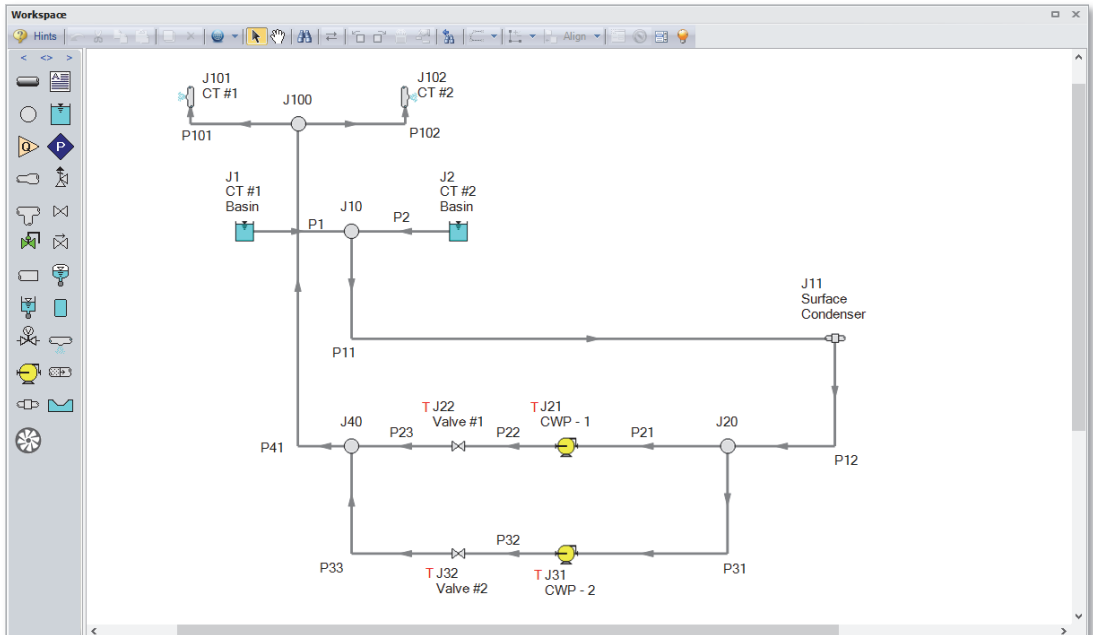 Workspace
Hints
Align
< <> >
A
Q
P
J101
CT #1
J100
J102
CT #2
P101
P102
J1
CT #1
Basin
J10
J2
CT #2
Basin
P1
P2
J11
Surface
Condenser
P11
J40
T J22
Valve #1
T J21
CWP - 1
J20
P23
P22
P21
P41
P12
P32
P33
T J32
Valve #2
T J31
CWP - 2
P31